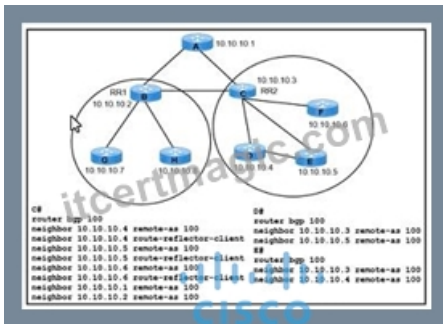 A
10.10.10.1
RR1
B
10.10.10.2
10.10.10.3
C
RR2
F
10.10.10.6
G
H
10.10.10.7
10.10.10.4
E
10.10.10.5
itcertmagic.com
C#
router bgp 100
neighbor 10.10.10.4 remote-as 100
neighbor 10.10.10.4 route-reflector-client
neighbor 10.10.10.5 remote-as 100
neighbor 10.10.10.5 route-reflector-client
neighbor 10.10.10.6 remote-as 100
neighbor 10.10.10.6 route-reflector-client
neighbor 10.10.10.1 remote-as 100
neighbor 10.10.10.2 remote-as 100
D#
router bgp 100
neighbor 10.10.10.3 remote-as 100
neighbor 10.10.10.5 remote-as 100
E#
router bgp 100
neighbor 10.10.10.3 remote-as 100
neighbor 10.10.10.4 remote-as 100
CISCO